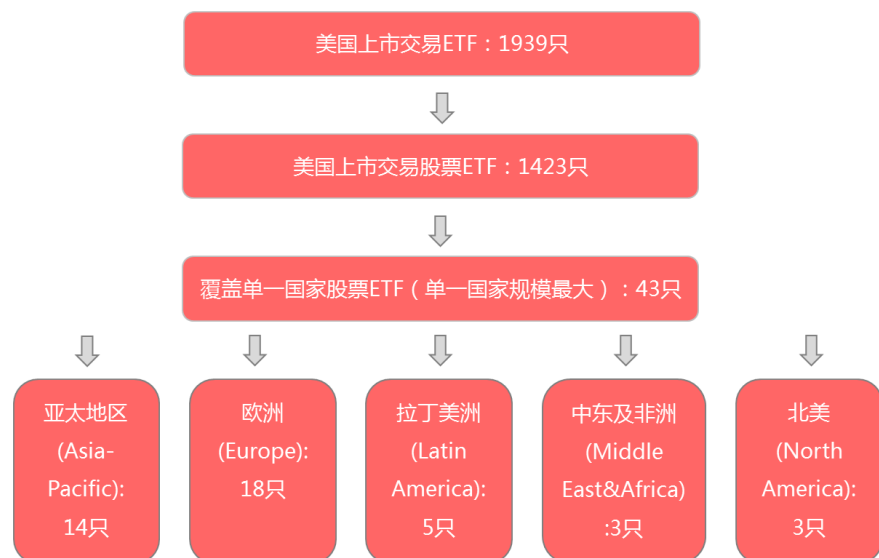 美国上市交易ETF：1939只
美国上市交易股票ETF：1423只
覆盖单一国家股票ETF（单一国家规模最大）：43只
亚太地区
(Asia-
Pacific):
14只
欧洲
(Europe):
18只
拉丁美洲
(Latin
America):
5只
中东及非洲
(Middle
East&Africa)
:3只
北美
(North
America):
3只